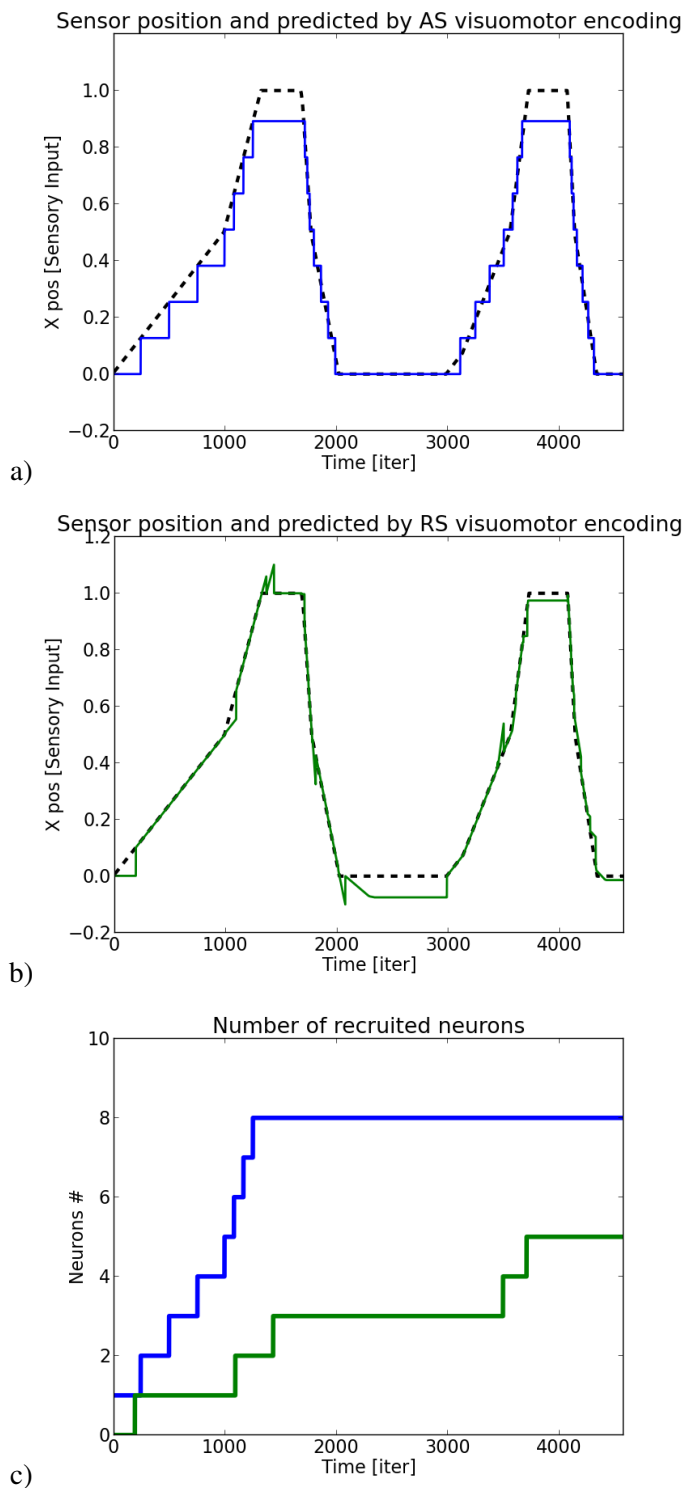 Sensor position and predicted by AS visuomotor encoding
1.0
0.8
0.6
0.4
0.2
0.0
−0.2
X pos [Sensory Input]
0 1000 2000 3000 4000
Time [iter]
a)
Sensor position and predicted by RS visuomotor encoding
1.2
1.0
0.8
0.6
0.4
0.2
0.0
−0.2
X pos [Sensory Input]
0 1000 2000 3000 4000
Time [iter]
b)
Number of recruited neurons
10
8
6
4
2
0
Neurons #
0 1000 2000 3000 4000
Time [iter]
c)